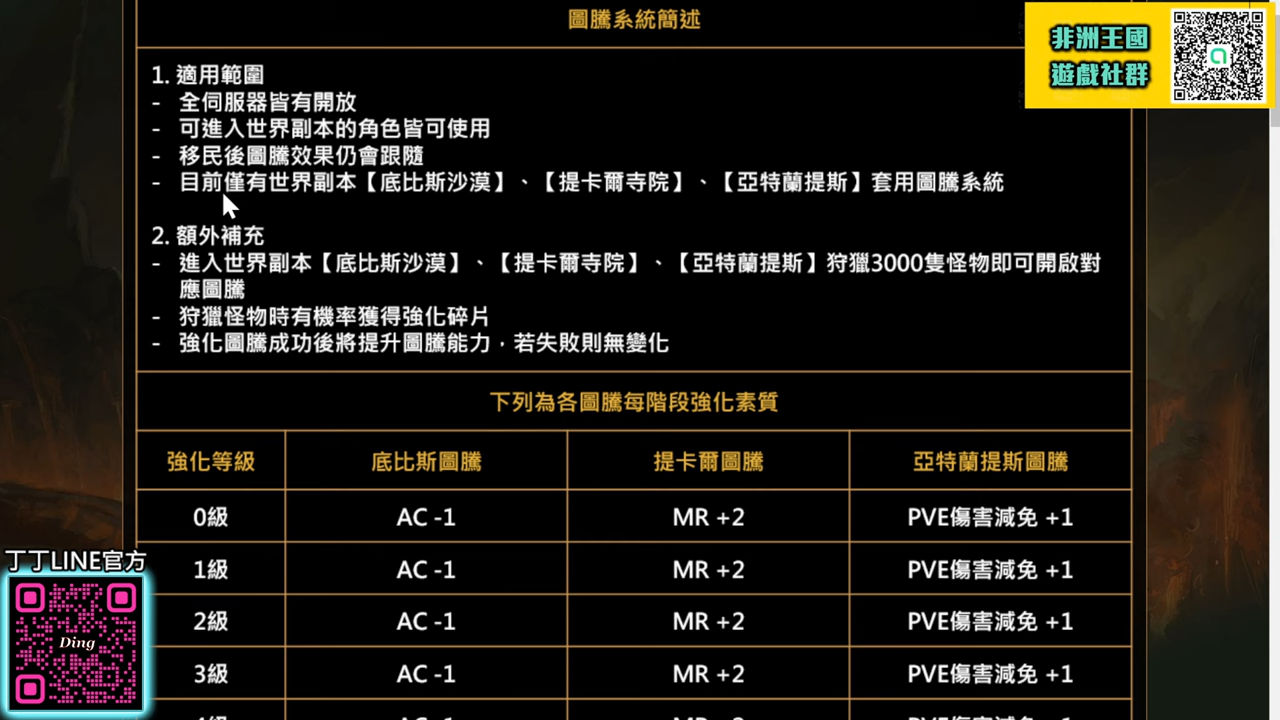 圖騰系統簡述
非洲王國
遊戲社群
1. 適用範圍
- 全伺服器皆有開放
- 可進入世界副本的角色皆可使用
- 移民後圖騰效果仍會跟隨
- 目前僅有世界副本【底比斯沙漠】、【提卡爾寺院】、【亞特蘭提斯】套用圖騰系統
2. 額外補充
- 進入世界副本【底比斯沙漠】、【提卡爾寺院】、【亞特蘭提斯】狩獵3000隻怪物即可開啟對
應圖騰
- 狩獵怪物時有機率獲得強化碎片
- 強化圖騰成功後將提升圖騰能力，若失敗則無變化
下列為各圖騰每階段強化素質
強化等級 底比斯圖騰 提卡爾圖騰 亞特蘭提斯圖騰
0級 AC -1 MR +2 PVE傷害減免 +1
1級 AC -1 MR +2 PVE傷害減免 +1
2級 AC -1 MR +2 PVE傷害減免 +1
3級 AC -1 MR +2 PVE傷害減免 +1
丁丁LINE官方
Ding